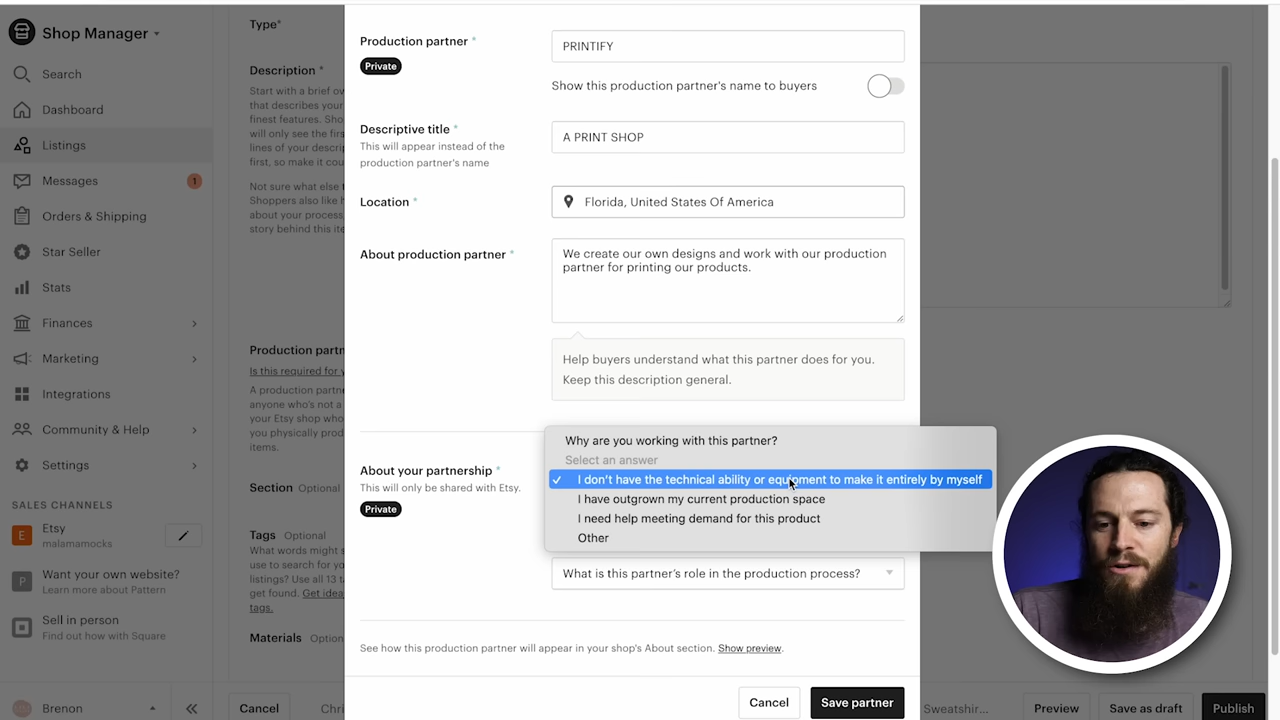 Shop Manager
Search
Dashboard
Listings
Messages
1
Orders & Shipping
Star Seller
Stats
Finances
Marketing
Integrations
Community & Help
Settings
SALES CHANNELS
Etsy
malamamocks
Want your own website?
Learn more about Pattern
Sell in person
Find out how with Square
Brenon
Type*
Description *
Start with a brief ov
that describes your
finest features. Sho
will only see the firs
lines of your descrip
first, so make it cou
Not sure what else t
Shoppers also like h
about your process,
story behind this ite
Production partn
Is this required for y
A production partne
anyone who's not a
your Etsy shop who
you physically produ
items.
Section Optional
Tags Optional
What words might s
use to search for yo
listings? Use all 13 t
get found. Get idea
tags.
Materials Option
Cancel
Chri
Sweatshir...
Preview
Save as draft
Publish
Production partner *
Private
PRINTIFY
Show this production partner's name to buyers
Descriptive title *
This will appear instead of the
production partner's name
A PRINT SHOP
Location *
Florida, United States Of America
About production partner *
We create our own designs and work with our production
partner for printing our products.
Help buyers understand what this partner does for you.
Keep this description general.
About your partnership *
This will only be shared with Etsy.
Private
Why are you working with this partner?
Select an answer
✓ I don't have the technical ability or equipment to make it entirely by myself
I have outgrown my current production space
I need help meeting demand for this product
Other
What is this partner's role in the production process?
See how this production partner will appear in your shop's About section. Show preview.
Cancel
Save partner